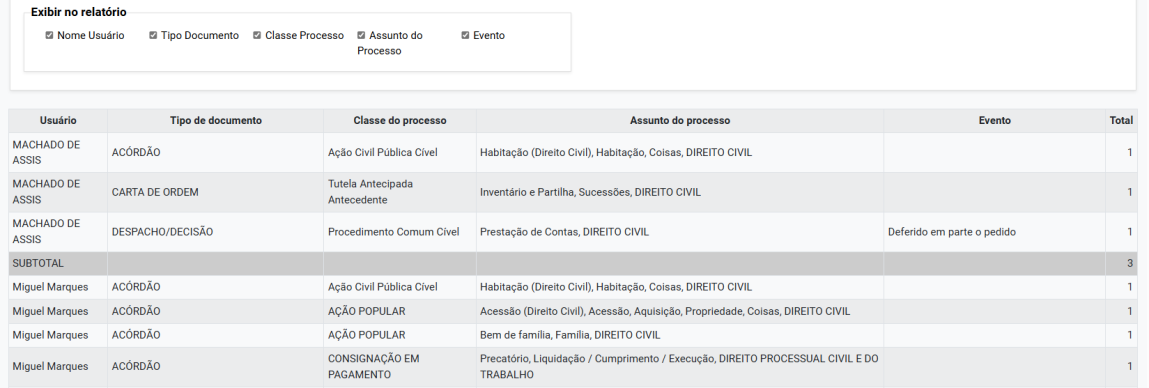 Exibir no relatório
Nome Usuário Tipo Documento Classe Processo Assunto do Processo Evento
Usuário Tipo de documento Classe do processo Assunto do processo Evento Total
MACHADO DE ASSIS ACÓRDÃO Ação Civil Pública Cível Habitação (Direito Civil), Habitação, Coisas, DIREITO CIVIL 1
MACHADO DE ASSIS CARTA DE ORDEM Tutela Antecipada Antecedente Inventário e Partilha, Sucessões, DIREITO CIVIL 1
MACHADO DE ASSIS DESPACHO/DECISÃO Procedimento Comum Cível Prestação de Contas, DIREITO CIVIL Deferido em parte o pedido 1
SUBTOTAL 3
Miguel Marques ACÓRDÃO Ação Civil Pública Cível Habitação (Direito Civil), Habitação, Coisas, DIREITO CIVIL 1
Miguel Marques ACÓRDÃO AÇÃO POPULAR Acessão (Direito Civil), Acessão, Aquisição, Propriedade, Coisas, DIREITO CIVIL 1
Miguel Marques ACÓRDÃO AÇÃO POPULAR Bem de família, Família, DIREITO CIVIL 1
Miguel Marques ACÓRDÃO CONSIGNAÇÃO EM PAGAMENTO Precatório, Liquidação / Cumprimento / Execução, DIREITO PROCESSUAL CIVIL E DO TRABALHO 1